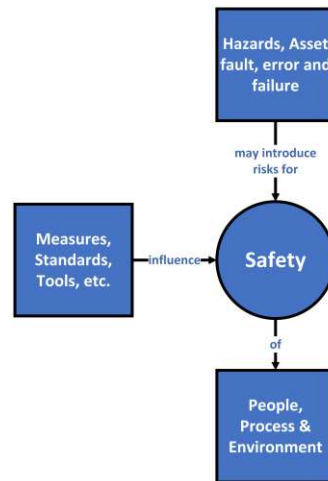 Hazards, Asset
fault, error and
failure
may introduce
risks for
Measures,
Standards,
Tools, etc.
influence
Safety
of
People,
Process &
Environment